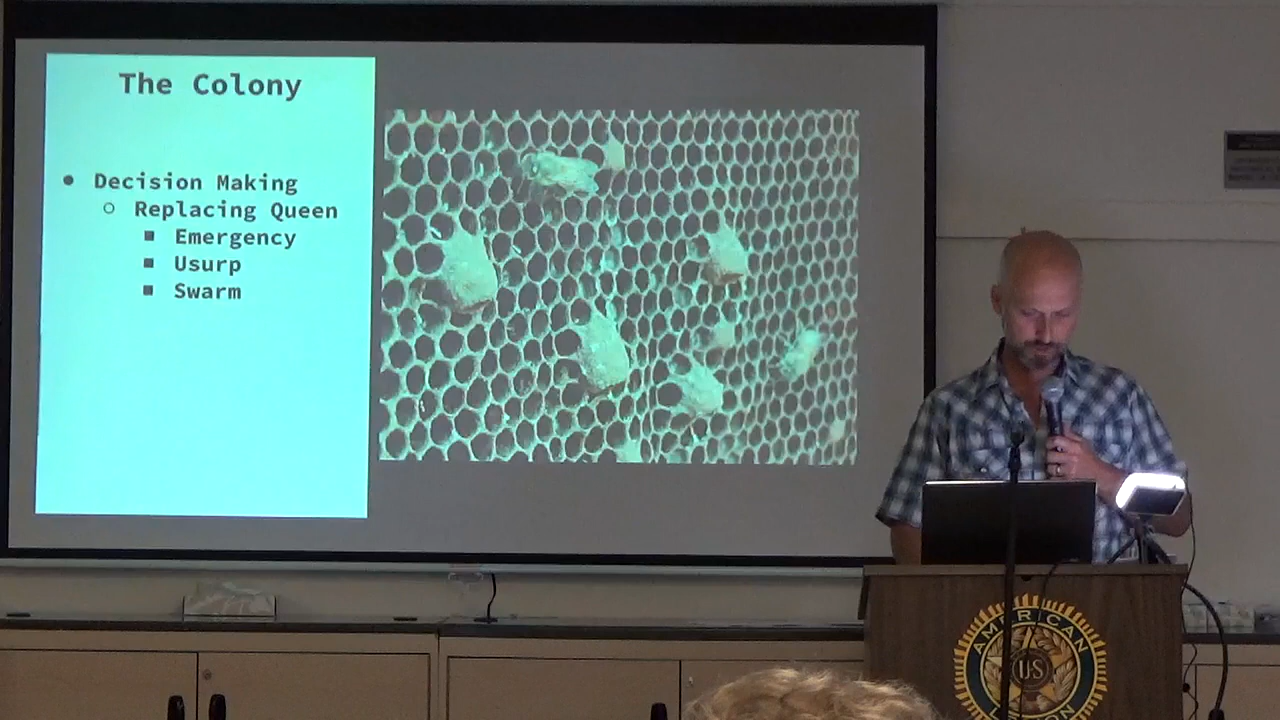 The Colony
● Decision Making
○ Replacing Queen
■ Emergency
■ Usurp
■ Swarm
AMERICAN
US